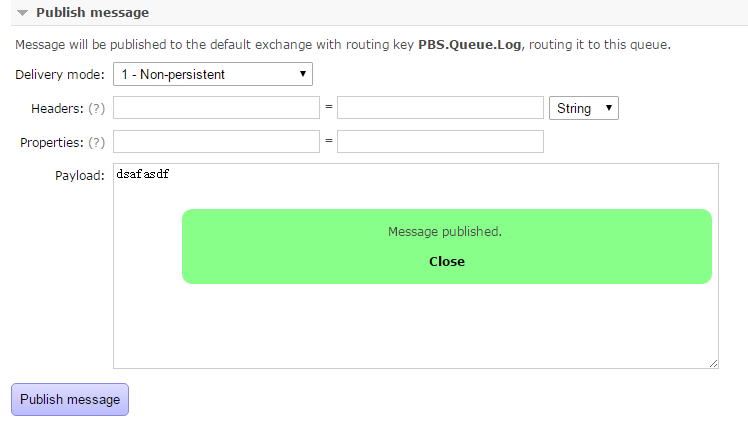 Publish message
Message will be published to the default exchange with routing key PBS.Queue.Log, routing it to this queue.
Delivery mode: 1 - Non-persistent
Headers: (?) = String
Properties: (?) =
Payload: dsafasdf
Message published.
Close
Publish message